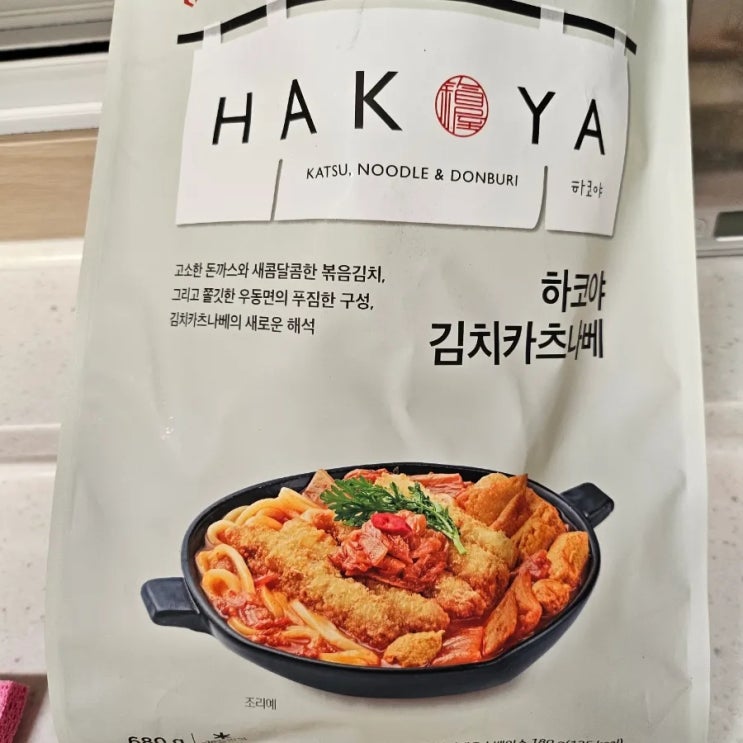 HAKOYA
KATSU, NOODLE & DONBURI
하코야
고소한 돈까스와 새콤달콤한 볶음김치,
그리고 쫄깃한 우동면의 푸짐한 구성,
김치카츠나베의 새로운 해석
하코야
김치카츠나베
조리예